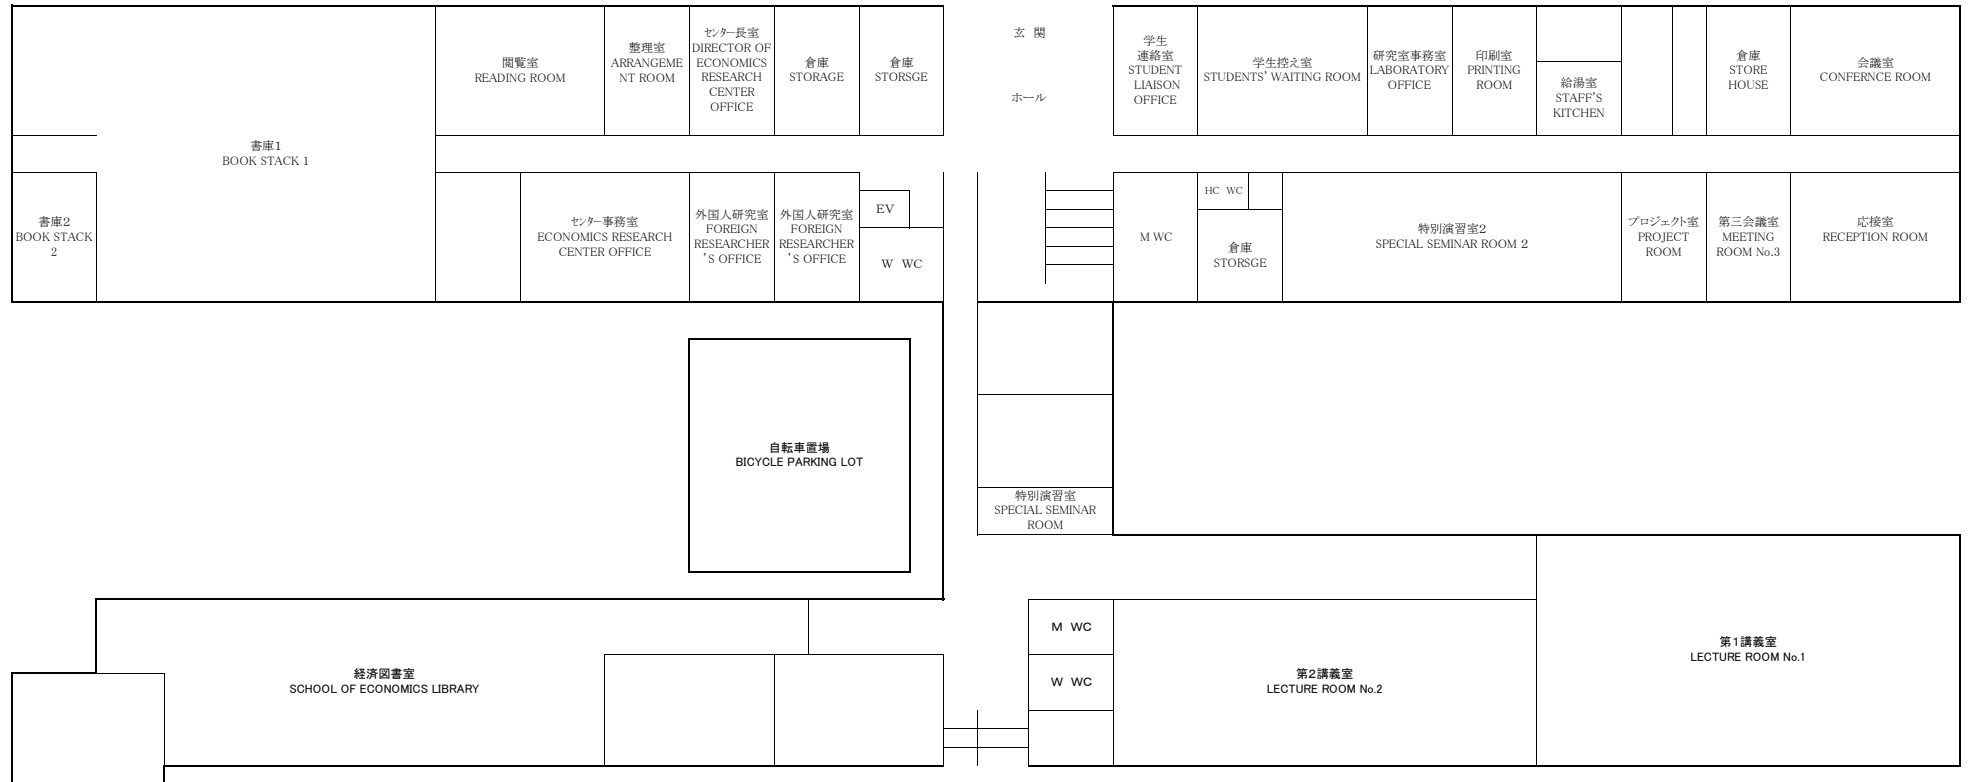 閲覧室
READING ROOM
整理室
ARRANGEME
NT ROOM
センター長室
DIRECTOR OF
ECONOMICS
RESEARCH
CENTER
OFFICE
倉庫
STORAGE
倉庫
STORSGE
玄 関
ホール
学生
連絡室
STUDENT
LIAISON
OFFICE
学生控え室
STUDENTS' WAITING ROOM
研究室事務室
LABORATORY
OFFICE
印刷室
PRINTING
ROOM
給湯室
STAFF'S
KITCHEN
倉庫
STORE
HOUSE
会議室
CONFERNCE ROOM
書庫1
BOOK STACK 1
書庫2
BOOK STACK
2
センター事務室
ECONOMICS RESEARCH
CENTER OFFICE
外国人研究室
FOREIGN
RESEARCHER
'S OFFICE
外国人研究室
FOREIGN
RESEARCHER
'S OFFICE
EV
W WC
M WC
HC WC
倉庫
STORSGE
特別演習室2
SPECIAL SEMINAR ROOM 2
プロジェクト室
PROJECT
ROOM
第三会議室
MEETING
ROOM No.3
応接室
RECEPTION ROOM
自転車置場
BICYCLE PARKING LOT
特別演習室
SPECIAL SEMINAR
ROOM
M WC
W WC
経済図書室
SCHOOL OF ECONOMICS LIBRARY
第2講義室
LECTURE ROOM No.2
第1講義室
LECTURE ROOM No.1